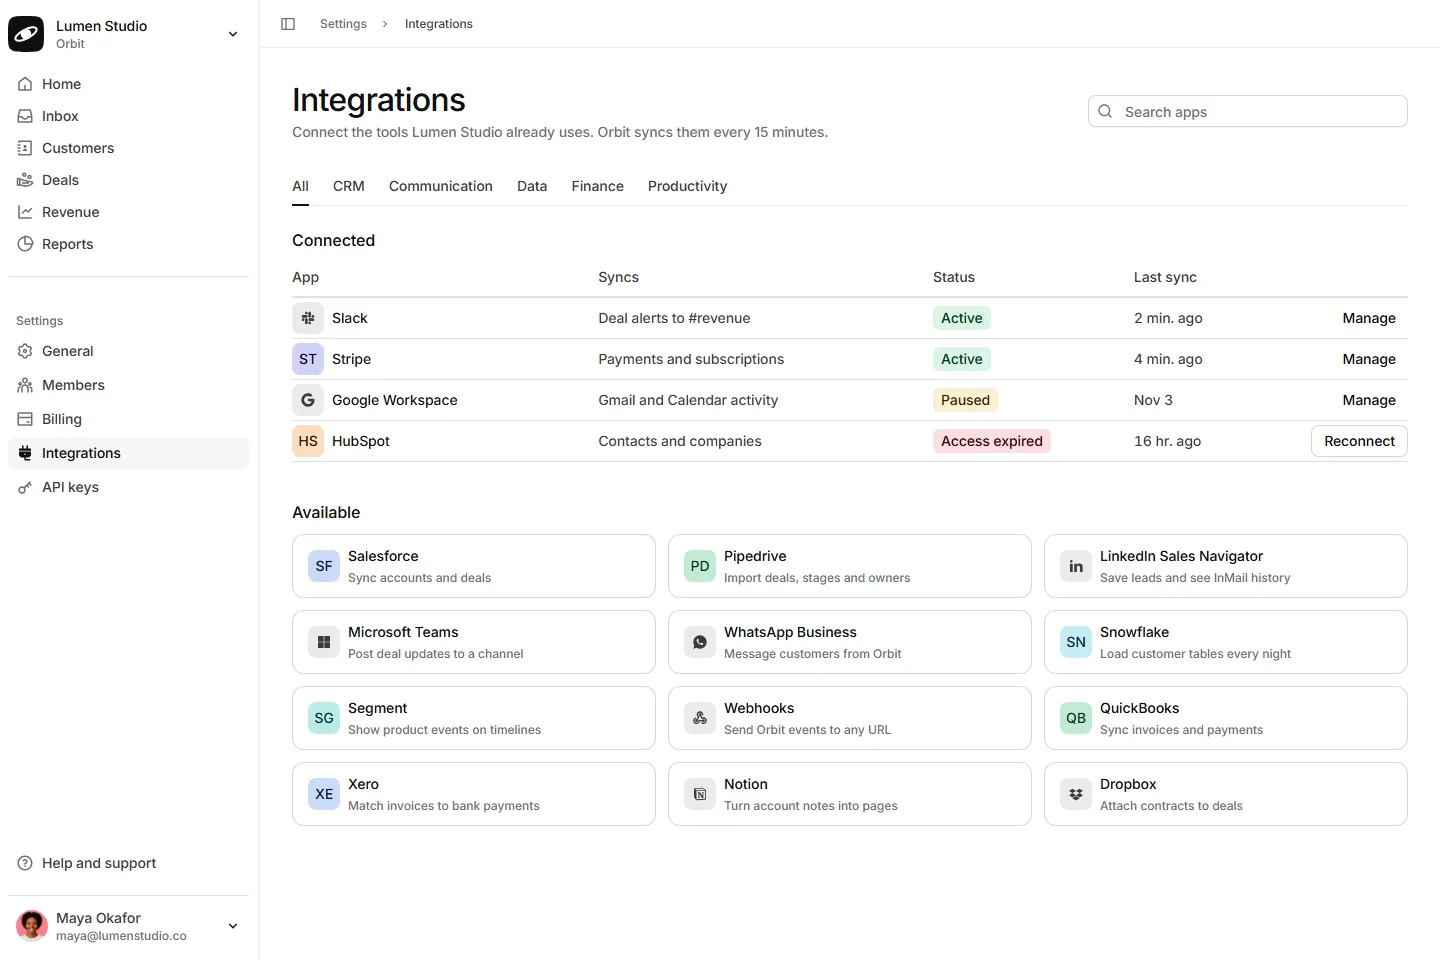 Lumen Studio
Orbit
Home
Inbox
Customers
Deals
Revenue
Reports
Settings
General
Members
Billing
Integrations
API keys
Help and support
Maya Okafor
maya@lumenstudio.co
Settings › Integrations
Integrations
Connect the tools Lumen Studio already uses. Orbit syncs them every 15 minutes.
Search apps
All CRM Communication Data Finance Productivity
Connected
App Syncs Status Last sync
Slack Deal alerts to #revenue Active 2 min. ago Manage
ST Stripe Payments and subscriptions Active 4 min. ago Manage
G Google Workspace Gmail and Calendar activity Paused Nov 3 Manage
HS HubSpot Contacts and companies Access expired 16 hr. ago Reconnect
Available
SF Salesforce
Sync accounts and deals
PD Pipedrive
Import deals, stages and owners
in LinkedIn Sales Navigator
Save leads and see InMail history
Microsoft Teams
Post deal updates to a channel
WhatsApp Business
Message customers from Orbit
SN Snowflake
Load customer tables every night
SG Segment
Show product events on timelines
Webhooks
Send Orbit events to any URL
QB QuickBooks
Sync invoices and payments
XE Xero
Match invoices to bank payments
N Notion
Turn account notes into pages
Dropbox
Attach contracts to deals